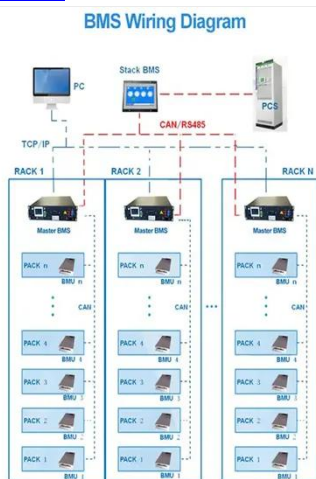 BMS Wiring Diagram
Stack BMS
PC
PCS
CAN/RS485
TCP/IP
RACK 1 RACK 2 RACK N
Master BMS Master BMS Master BMS
PACK n PACK n PACK n
BMU n BMU n BMU n
CAN CAN CAN
PACK 4 PACK 4 PACK 4
BMU 4 BMU 4 BMU 4
PACK 3 PACK 3 PACK 3
BMU 3 BMU 3 BMU 3
PACK 2 PACK 2 PACK 2
BMU 2 BMU 2 BMU 2
PACK 1 PACK 1 PACK 1
BMU 1 BMU 1 BMU 1